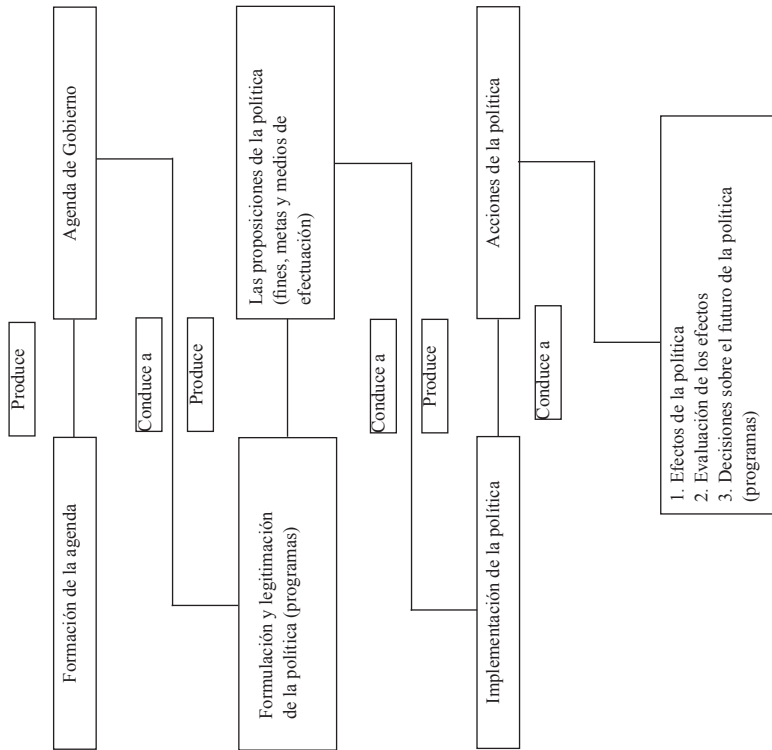 Produce
Formación de la agenda
Agenda de Gobierno
Conduce a
Produce
Formulación y legitimación
de la política (programas)
Las proposiciones de la política
(fines, metas y medios de
efectuación)
Conduce a
Produce
Implementación de la política
Acciones de la política
Conduce a
1. Efectos de la política
2. Evaluación de los efectos
3. Decisiones sobre el futuro de la política
(programas)